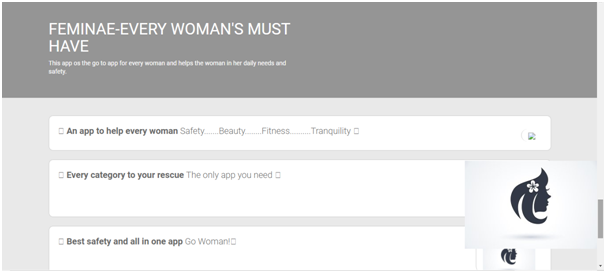 FEMINAE-EVERY WOMAN'S MUST
HAVE
This app os the go to app for every woman and helps the woman in her daily needs and
safety.
An app to help every woman Safety.......Beauty........Fitness..........Tranquility
Every category to your rescue The only app you need
Best safety and all in one app Go Woman!